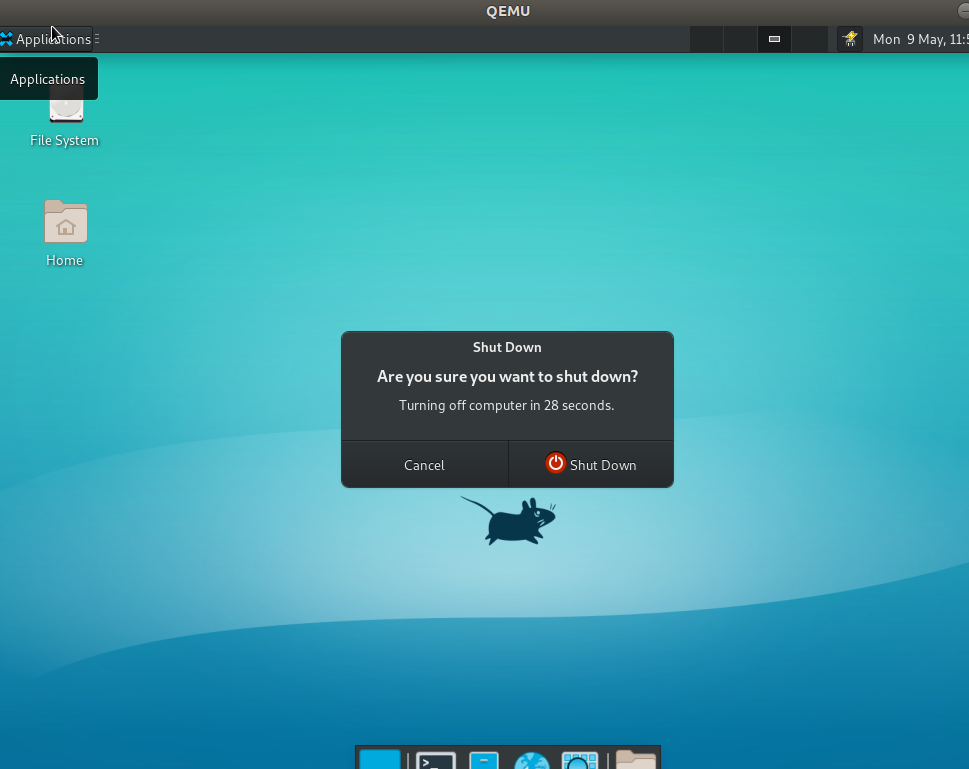 QEMU
Applications
Mon 9 May, 11:5
Applications
File System
Home
Shut Down
Are you sure you want to shut down?
Turning off computer in 28 seconds.
Cancel
Shut Down
>_